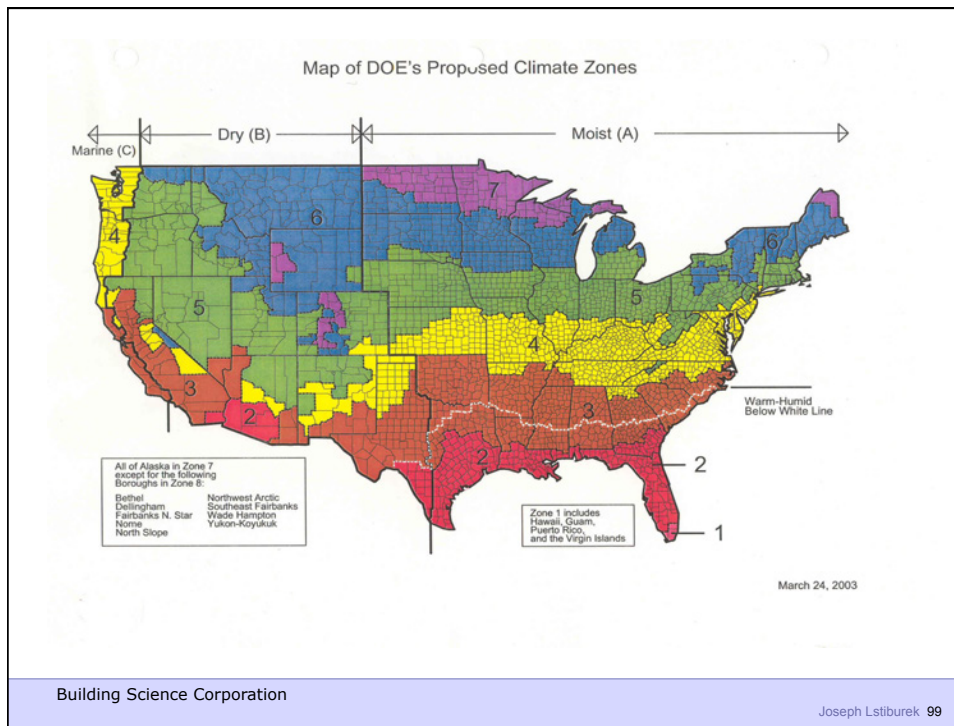 Map of DOE's Proposed Climate Zones
Marine (C)
Dry (B)
Moist (A)
7
6
4
6
5
5
4
3
3
2
2
Warm-Humid
Below White Line
2
1
All of Alaska in Zone 7
except for the following
Boroughs in Zone 8:
Bethel
Dellingham
Fairbanks N. Star
Nome
North Slope
Northwest Arctic
Southeast Fairbanks
Wade Hampton
Yukon-Koyukuk
Zone 1 includes
Hawaii, Guam,
Puerto Rico,
and the Virgin Islands
March 24, 2003
Building Science Corporation
Joseph Lstiburek 99